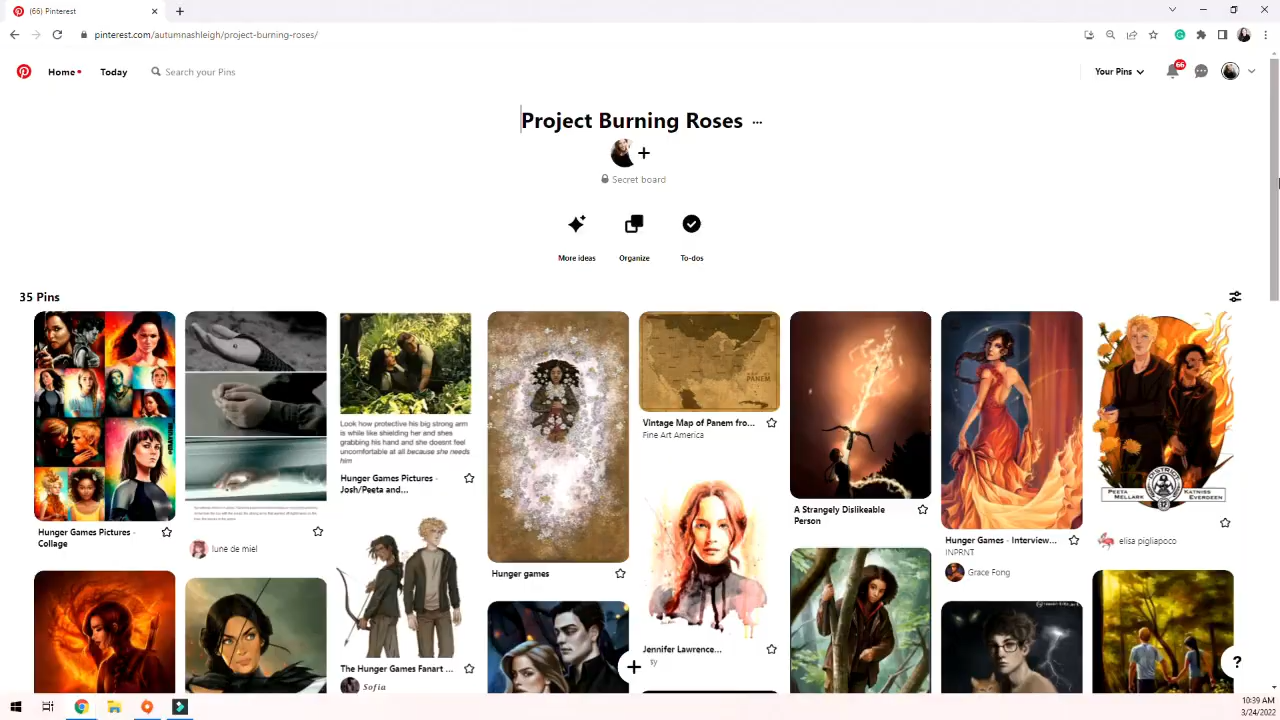 (66) Pinterest
pinterest.com/autumnashleigh/project-burning-roses/
Home
Today
Search your Pins
Your Pins
66
Project Burning Roses
Secret board
More ideas
Organize
To-dos
35 Pins
Hunger Games Pictures -
Collage
lune de miel
Look how protective his big strong arm
is while like shielding her and shes
grabbing his hand and she doesnt feel
uncomfortable at all because she needs
him
Hunger Games Pictures -
Josh/Peeta and...
The Hunger Games Fanart ...
Sofia
Hunger games
PANEM
Vintage Map of Panem fro...
Fine Art America
Jennifer Lawrence...
sy
A Strangely Dislikeable
Person
Hunger Games - Interview...
INPRNT
Grace Fong
DISTRICT
PEETA
MELLARK
KATNISS
EVERDEEN
12
elisa pigliapoco
?
10:39 AM
3/24/2022